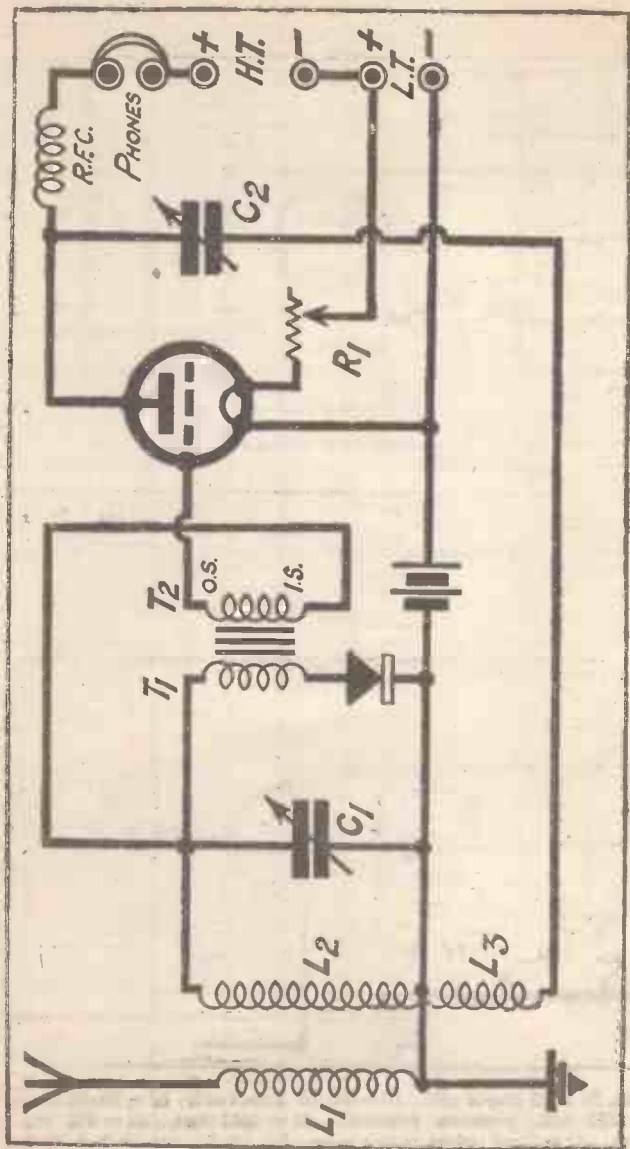 L1
L2
L3
C1
T1
T2
O.S.
I.S.
R1
C2
R.F.C.
PHONES
+
H.T.
-
+
L.T.
-